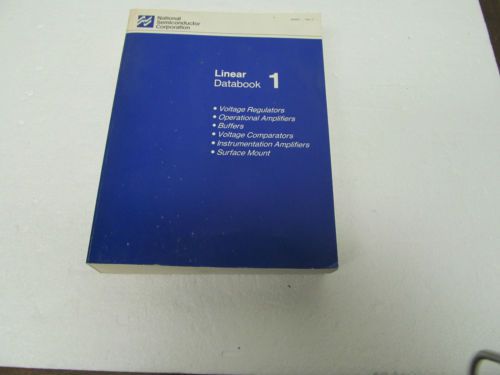 National
Semiconductor
Corporation
Linear
Databook 1
• Voltage Regulators
• Operational Amplifiers
• Buffers
• Voltage Comparators
• Instrumentation Amplifiers
• Surface Mount